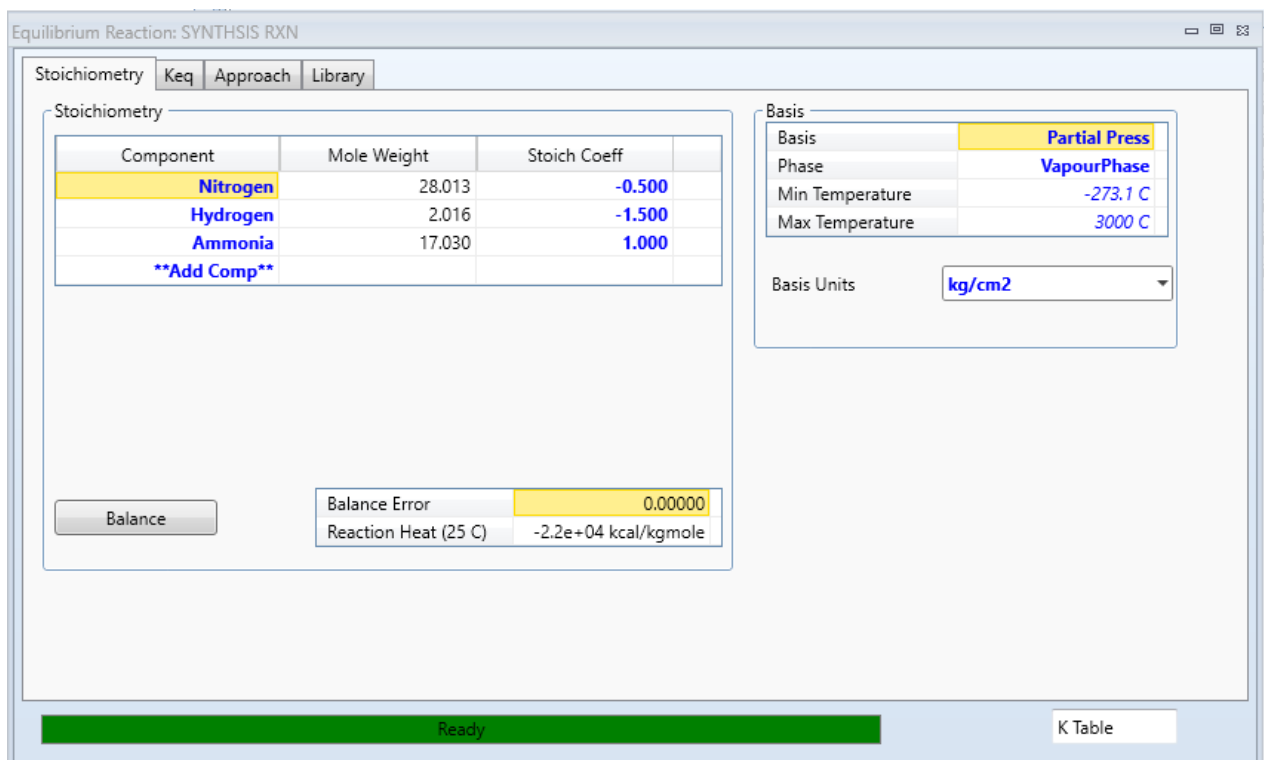 Equilibrium Reaction: SYNTHSIS RXN
Stoichiometry Keq Approach Library
Stoichiometry
Component Mole Weight Stoich Coeff
Nitrogen 28.013 -0.500
Hydrogen 2.016 -1.500
Ammonia 17.030 1.000
**Add Comp**
Balance
Balance Error 0.00000
Reaction Heat (25 C) -2.2e+04 kcal/kgmole
Basis
Basis Partial Press
Phase VapourPhase
Min Temperature -273.1 C
Max Temperature 3000 C
Basis Units kg/cm2
Ready
K Table